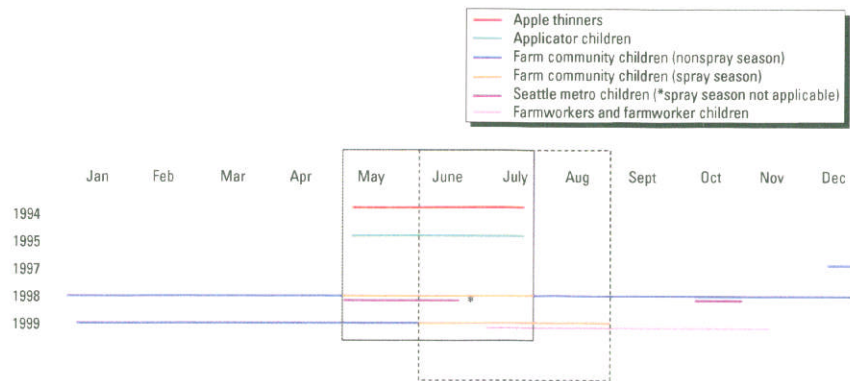 Apple thinners
Applicator children
Farm community children (nonspray season)
Farm community children (spray season)
Seattle metro children (*spray season not applicable)
Farmworkers and farmworker children
Jan Feb Mar Apr May June July Aug Sept Oct Nov Dec
1994
1995
1997
1998 *
1999